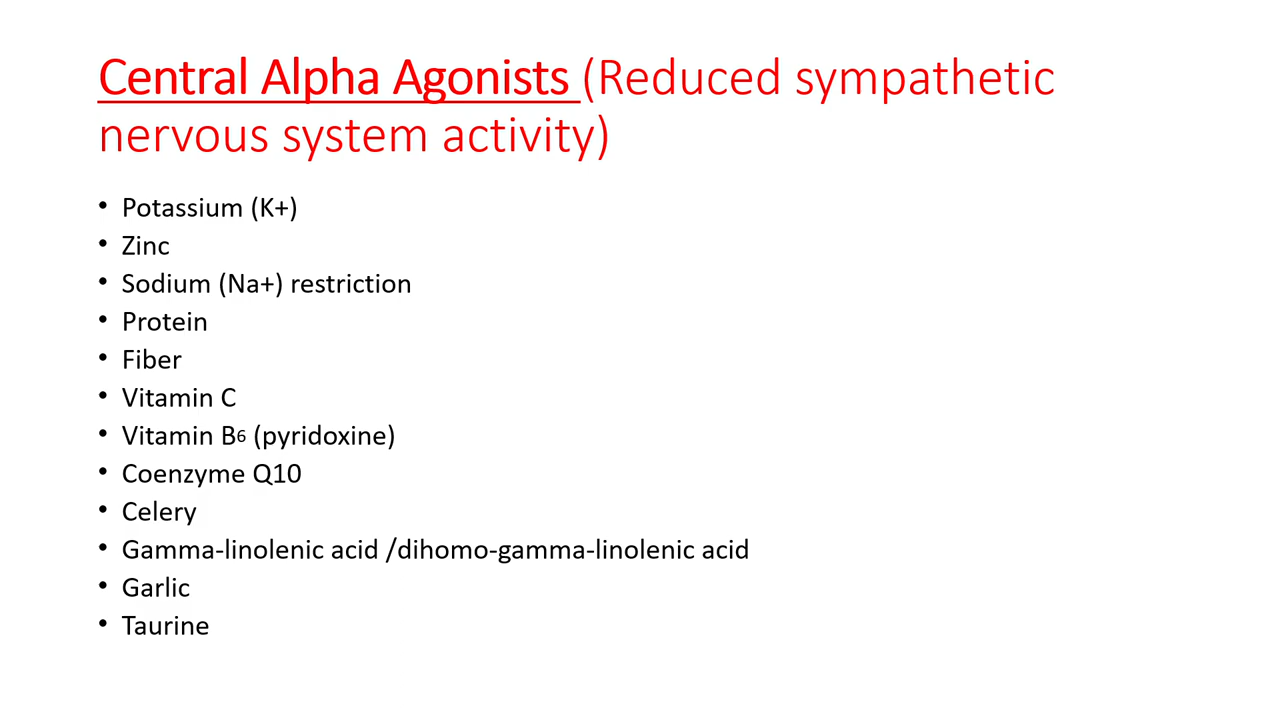 Central Alpha Agonists (Reduced sympathetic
nervous system activity)
• Potassium (K+)
• Zinc
• Sodium (Na+) restriction
• Protein
• Fiber
• Vitamin C
• Vitamin B6 (pyridoxine)
• Coenzyme Q10
• Celery
• Gamma-linolenic acid /dihomo-gamma-linolenic acid
• Garlic
• Taurine